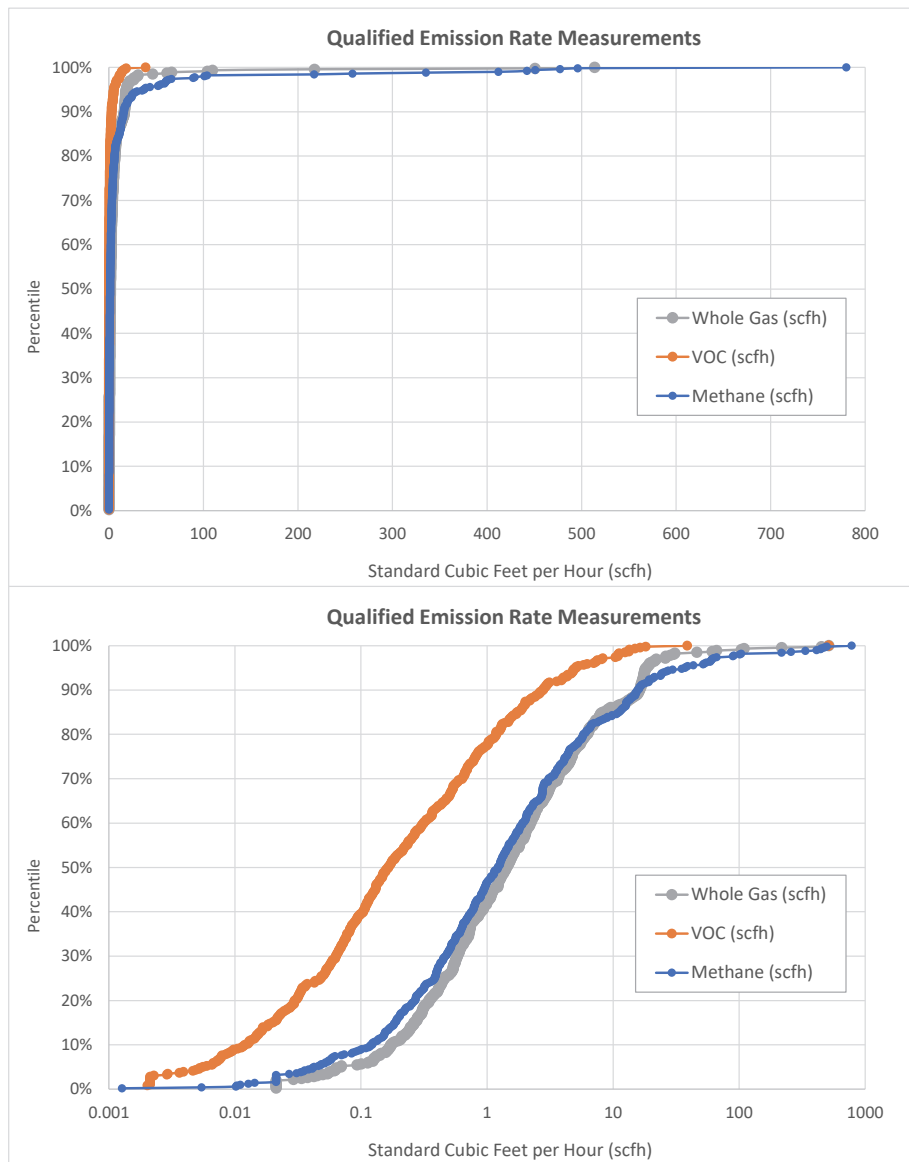 Qualified Emission Rate Measurements
100%
90%
80%
70%
60%
50%
40%
30%
20%
10%
0%
Percentile
Whole Gas (scfh)
VOC (scfh)
Methane (scfh)
0 100 200 300 400 500 600 700 800
Standard Cubic Feet per Hour (scfh)
Qualified Emission Rate Measurements
100%
90%
80%
70%
60%
50%
40%
30%
20%
10%
0%
Percentile
Whole Gas (scfh)
VOC (scfh)
Methane (scfh)
0.001 0.01 0.1 1 10 100 1000
Standard Cubic Feet per Hour (scfh)